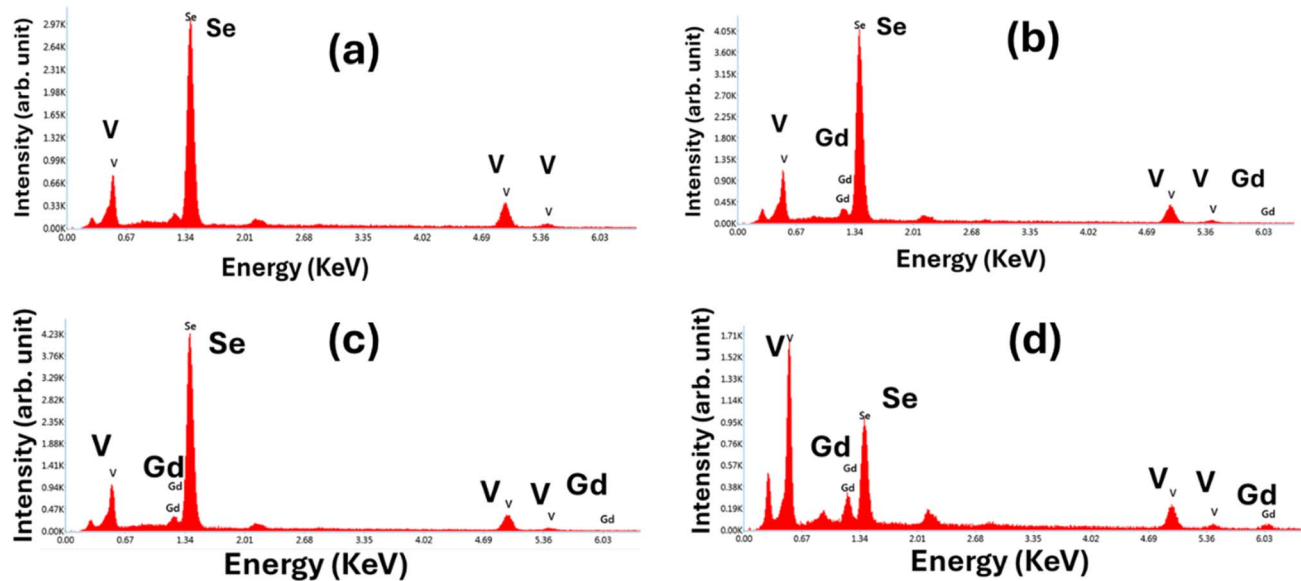 (a)
Intensity (arb. unit)
2.97K
2.64K
2.31K
1.98K
1.65K
1.32K
0.99K
0.66K
0.33K
0.00K
Se
Se
V
V
V
V
V
V
0.00
0.67
1.34
2.01
2.68
3.35
4.02
4.69
5.36
6.03
Energy (KeV)
(b)
Intensity (arb. unit)
4.05K
3.60K
3.15K
2.70K
2.25K
1.80K
1.35K
0.90K
0.45K
0.00K
Se
Se
V
V
Gd
Gd
Gd
V
V
Gd
V
V
Gd
0.00
0.67
1.34
2.01
2.68
3.35
4.02
4.69
5.36
6.03
Energy (KeV)
(c)
Intensity (arb. unit)
4.23K
3.76K
3.29K
2.82K
2.35K
1.88K
1.41K
0.94K
0.47K
0.00K
Se
Se
V
V
Gd
Gd
Gd
V
V
Gd
V
V
Gd
0.00
0.67
1.34
2.01
2.68
3.35
4.02
4.69
5.36
6.03
Energy (KeV)
(d)
Intensity (arb. unit)
1.71K
1.52K
1.33K
1.14K
0.95K
0.76K
0.57K
0.38K
0.19K
0.00K
V
V
Se
Se
Gd
Gd
Gd
V
V
Gd
V
V
Gd
0.00
0.67
1.34
2.01
2.68
3.35
4.02
4.69
5.36
6.03
Energy (KeV)